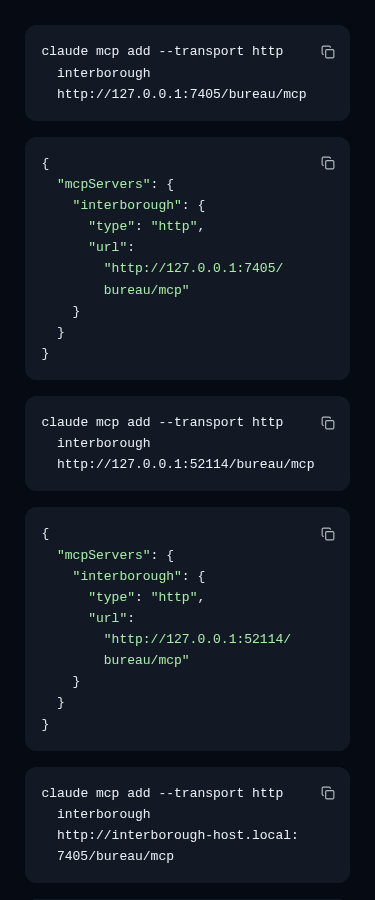 claude mcp add --transport http
interborough
http://127.0.0.1:7405/bureau/mcp
{
"mcpServers": {
"interborough": {
"type": "http",
"url":
"http://127.0.0.1:7405/
bureau/mcp"
}
}
}
claude mcp add --transport http
interborough
http://127.0.0.1:52114/bureau/mcp
{
"mcpServers": {
"interborough": {
"type": "http",
"url":
"http://127.0.0.1:52114/
bureau/mcp"
}
}
}
claude mcp add --transport http
interborough
http://interborough-host.local:
7405/bureau/mcp